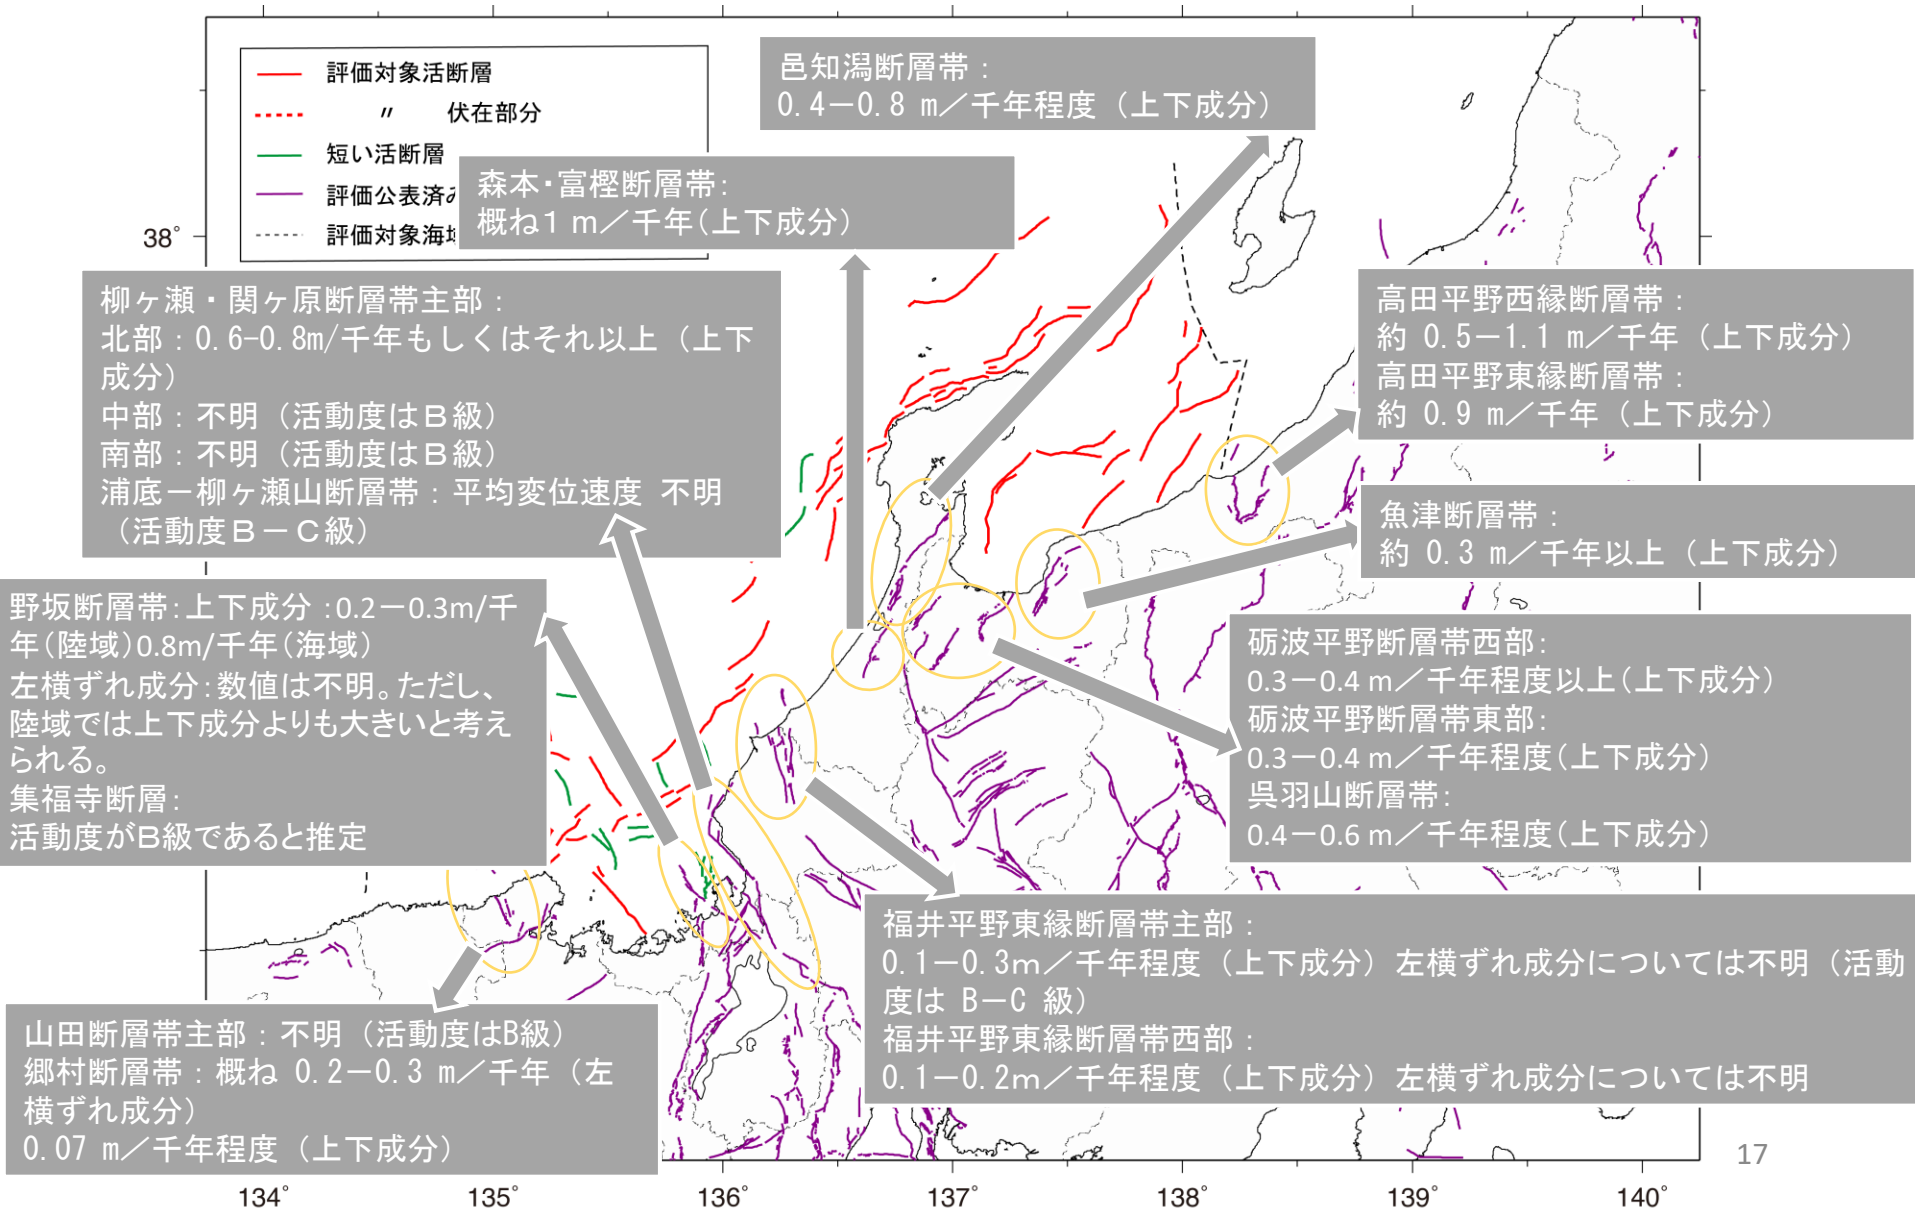 評価対象活断層
〃 伏在部分
短い活断層
評価公表済
評価対象海域
38°
邑知潟断層帯：
0.4－0.8 m／千年程度（上下成分）
森本・富樫断層帯：
概ね1 m／千年（上下成分）
柳ヶ瀬・関ヶ原断層帯主部：
北部：0.6-0.8m/千年もしくはそれ以上（上下
成分）
中部：不明（活動度はＢ級）
南部：不明（活動度はＢ級）
浦底－柳ヶ瀬山断層帯：平均変位速度 不明
（活動度Ｂ－Ｃ級）
高田平野西縁断層帯：
約 0.5－1.1 m／千年（上下成分）
高田平野東縁断層帯：
約 0.9 m／千年（上下成分）
魚津断層帯：
約 0.3 m／千年以上（上下成分）
野坂断層帯：上下成分：0.2－0.3m/千
年（陸域）0.8m/千年（海域）
左横ずれ成分：数値は不明。ただし、
陸域では上下成分よりも大きいと考え
られる。
集福寺断層：
活動度がB級であると推定
砺波平野断層帯西部：
0.3－0.4 m／千年程度以上（上下成分）
砺波平野断層帯東部：
0.3－0.4 m／千年程度（上下成分）
呉羽山断層帯：
0.4－0.6 m／千年程度（上下成分）
福井平野東縁断層帯主部：
0.1－0.3m／千年程度（上下成分）左横ずれ成分については不明（活動
度は B－C 級）
福井平野東縁断層帯西部：
0.1－0.2m／千年程度（上下成分）左横ずれ成分については不明
山田断層帯主部：不明（活動度はB級）
郷村断層帯：概ね 0.2－0.3 m／千年（左
横ずれ成分）
0.07 m／千年程度（上下成分）
17
134° 135° 136° 137° 138° 139° 140°